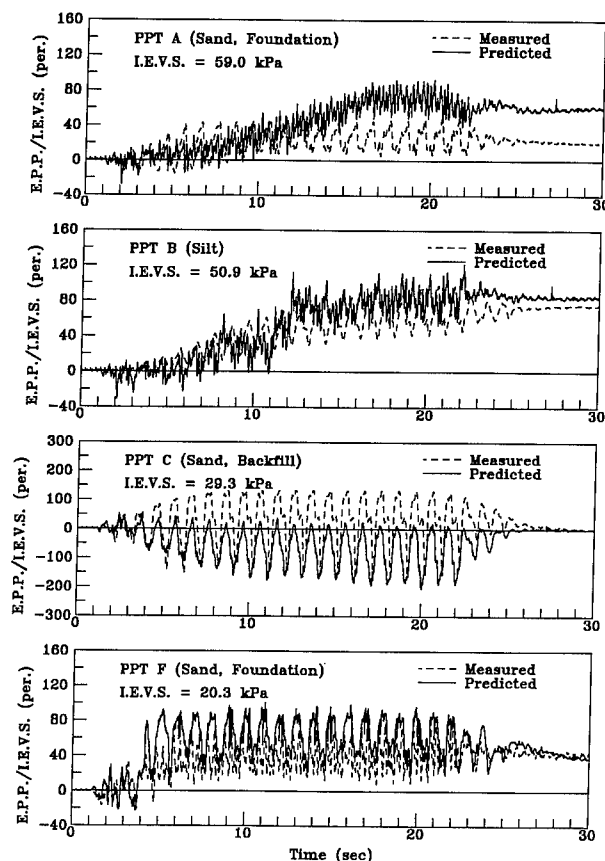 160
120
80
40
0
-40
E.P.P./I.E.V.S. (per.)
PPT A (Sand, Foundation)
I.E.V.S. = 59.0 kPa
Measured
Predicted
0
10
20
30
160
120
80
40
0
-40
E.P.P./I.E.V.S. (per.)
PPT B (Silt)
I.E.V.S. = 50.9 kPa
Measured
Predicted
0
10
20
30
300
200
100
0
-100
-200
-300
E.P.P./I.E.V.S. (per.)
PPT C (Sand, Backfill)
I.E.V.S. = 29.3 kPa
Measured
Predicted
0
10
20
30
160
120
80
40
0
-40
E.P.P./I.E.V.S. (per.)
PPT F (Sand, Foundation)
I.E.V.S. = 20.3 kPa
Measured
Predicted
0
10
20
30
Time (sec)